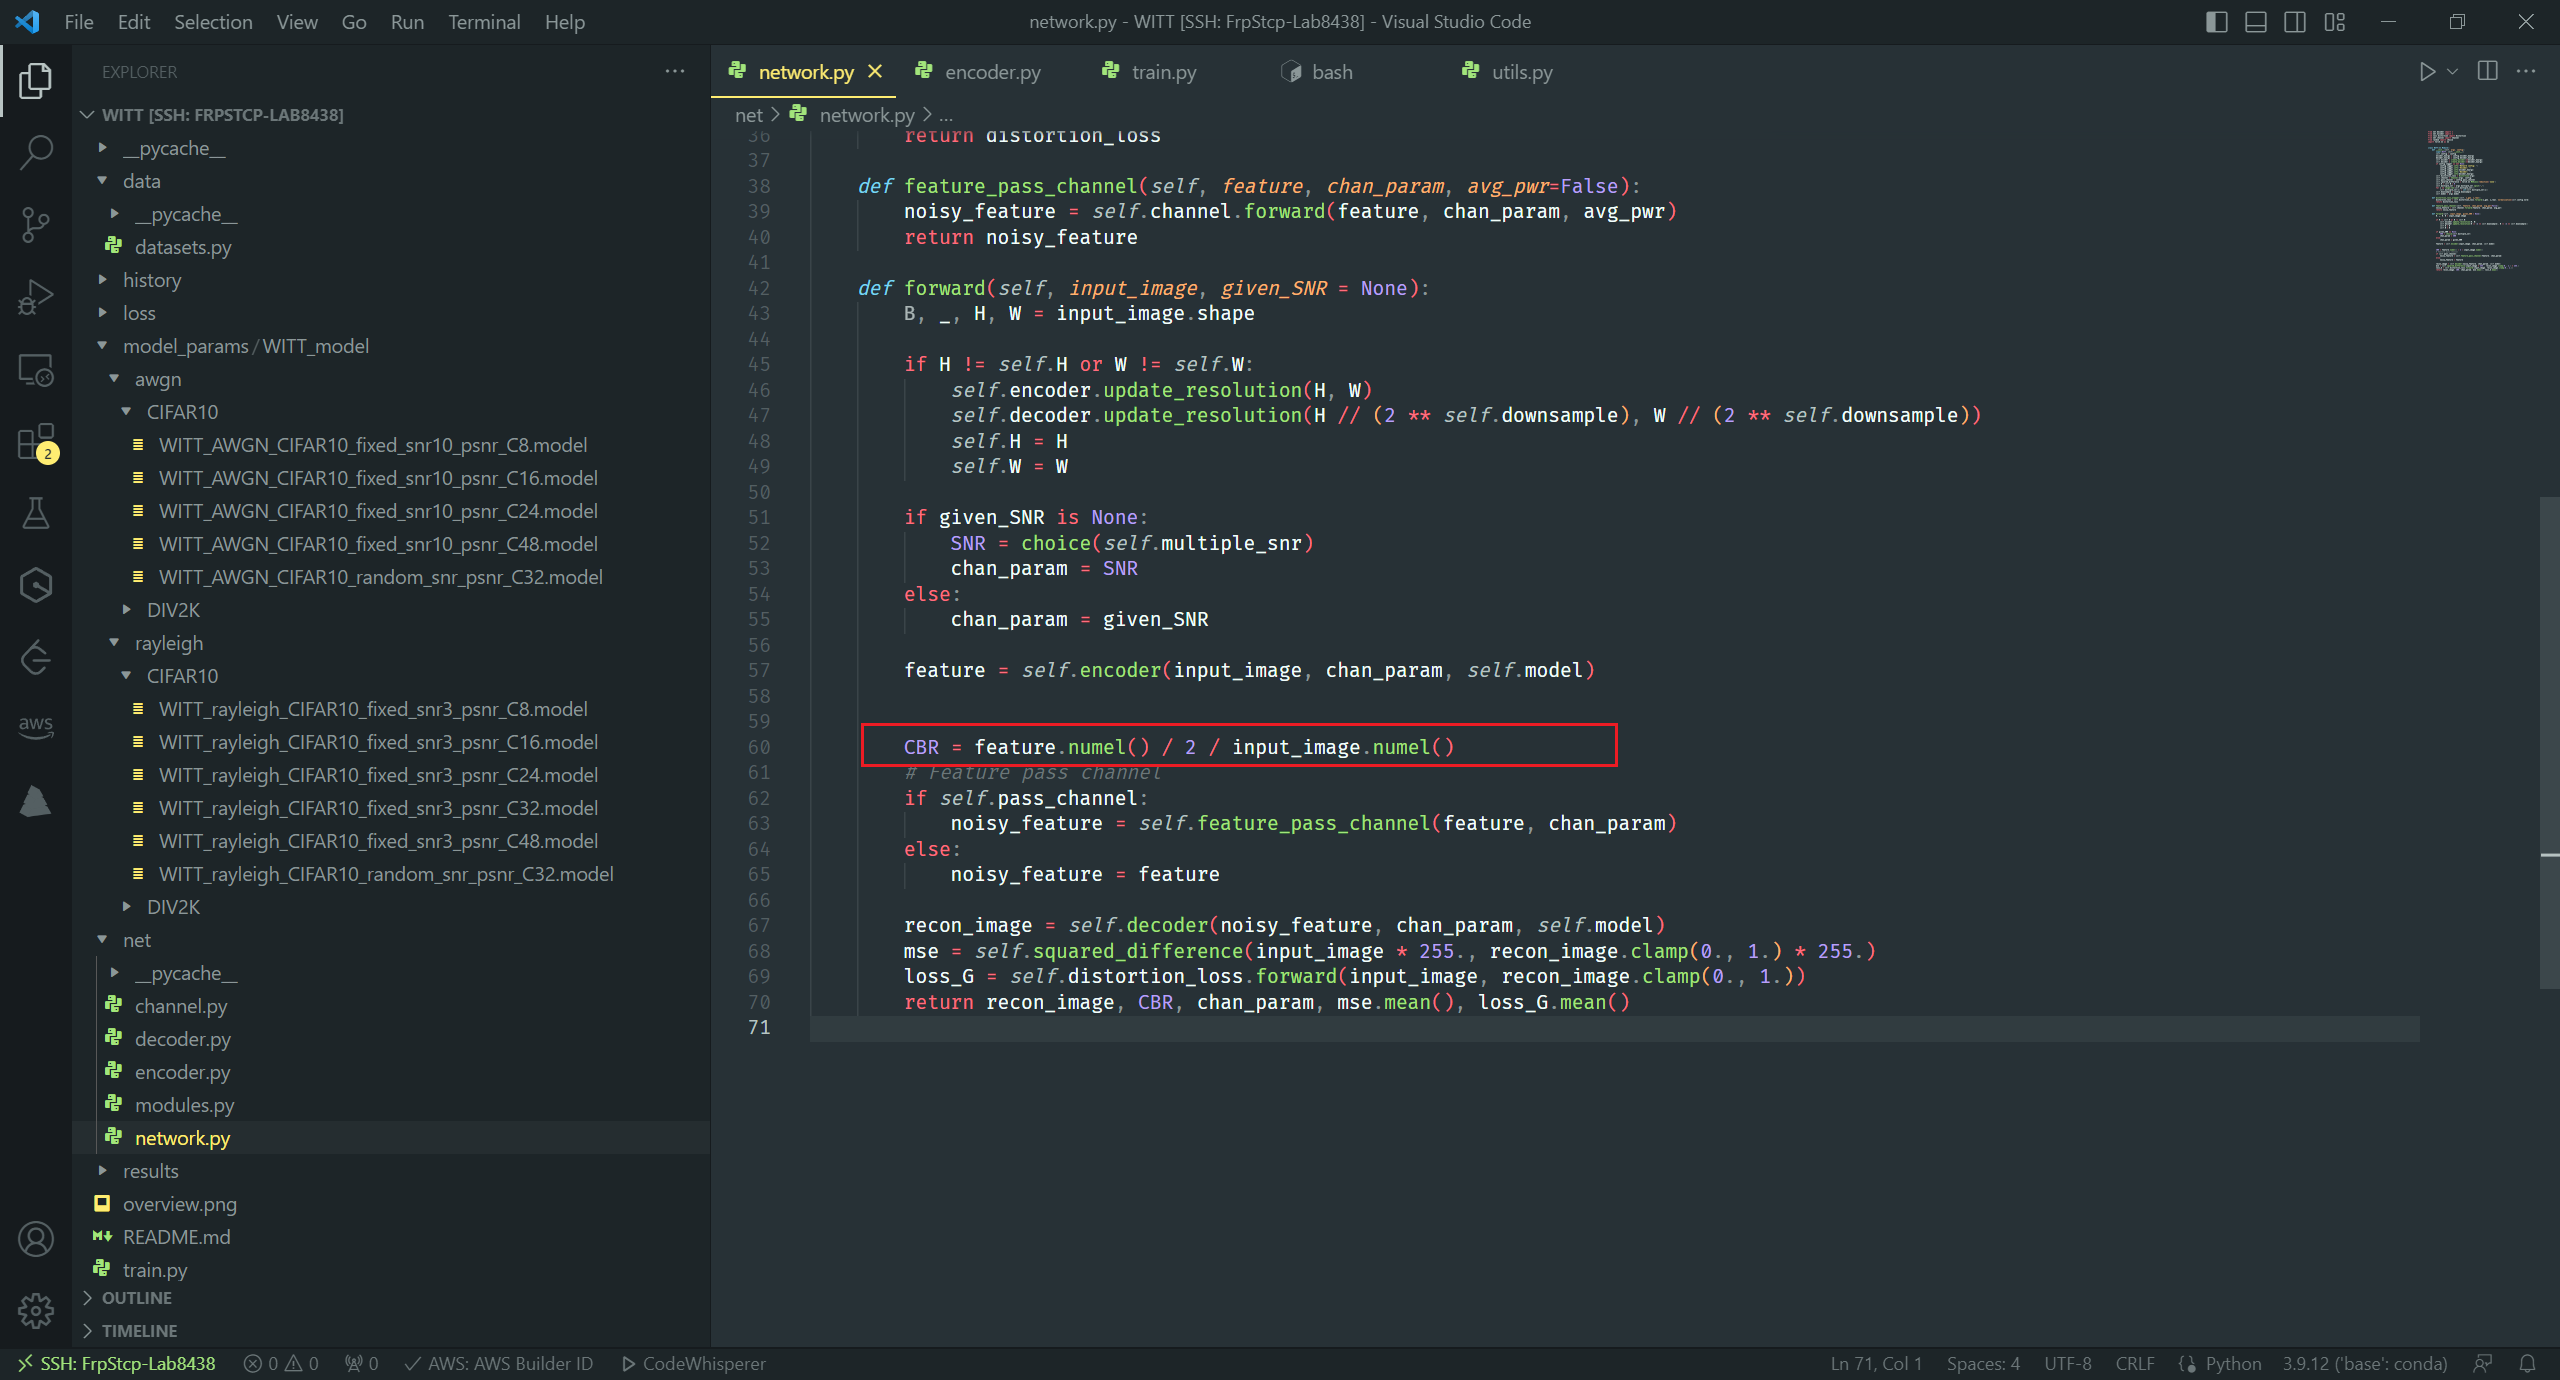 File Edit Selection View Go Run Terminal Help
network.py - WITT [SSH: FrpStcp-Lab8438] - Visual Studio Code
EXPLORER
WITT [SSH: FRPSTCP-LAB8438]
__pycache__
data
__pycache__
datasets.py
history
loss
model_params / WITT_model
awgn
CIFAR10
WITT_AWGN_CIFAR10_fixed_snr10_psnr_C8.model
WITT_AWGN_CIFAR10_fixed_snr10_psnr_C16.model
WITT_AWGN_CIFAR10_fixed_snr10_psnr_C24.model
WITT_AWGN_CIFAR10_fixed_snr10_psnr_C48.model
WITT_AWGN_CIFAR10_random_snr_psnr_C32.model
DIV2K
rayleigh
CIFAR10
WITT_rayleigh_CIFAR10_fixed_snr3_psnr_C8.model
WITT_rayleigh_CIFAR10_fixed_snr3_psnr_C16.model
WITT_rayleigh_CIFAR10_fixed_snr3_psnr_C24.model
WITT_rayleigh_CIFAR10_fixed_snr3_psnr_C32.model
WITT_rayleigh_CIFAR10_fixed_snr3_psnr_C48.model
WITT_rayleigh_CIFAR10_random_snr_psnr_C32.model
DIV2K
net
__pycache__
channel.py
decoder.py
encoder.py
modules.py
network.py
results
overview.png
README.md
train.py
OUTLINE
TIMELINE
2
aws
network.py encoder.py train.py bash utils.py
net > network.py > ...
36 return distortion_loss
37
38 def feature_pass_channel(self, feature, chan_param, avg_pwr=False):
39 noisy_feature = self.channel.forward(feature, chan_param, avg_pwr)
40 return noisy_feature
41
42 def forward(self, input_image, given_SNR = None):
43 B, _, H, W = input_image.shape
44
45 if H != self.H or W != self.W:
46 self.encoder.update_resolution(H, W)
47 self.decoder.update_resolution(H // (2 ** self.downsample), W // (2 ** self.downsample))
48 self.H = H
49 self.W = W
50
51 if given_SNR is None:
52 SNR = choice(self.multiple_snr)
53 chan_param = SNR
54 else:
55 chan_param = given_SNR
56
57 feature = self.encoder(input_image, chan_param, self.model)
58
59
60 CBR = feature.numel() / 2 / input_image.numel()
61 # Feature pass channel
62 if self.pass_channel:
63 noisy_feature = self.feature_pass_channel(feature, chan_param)
64 else:
65 noisy_feature = feature
66
67 recon_image = self.decoder(noisy_feature, chan_param, self.model)
68 mse = self.squared_difference(input_image * 255., recon_image.clamp(0., 1.) * 255.)
69 loss_G = self.distortion_loss.forward(input_image, recon_image.clamp(0., 1.))
70 return recon_image, CBR, chan_param, mse.mean(), loss_G.mean()
71
SSH: FrpStcp-Lab8438 0 0 0 AWS: AWS Builder ID CodeWhisperer Ln 71, Col 1 Spaces: 4 UTF-8 CRLF Python 3.9.12 ('base': conda)